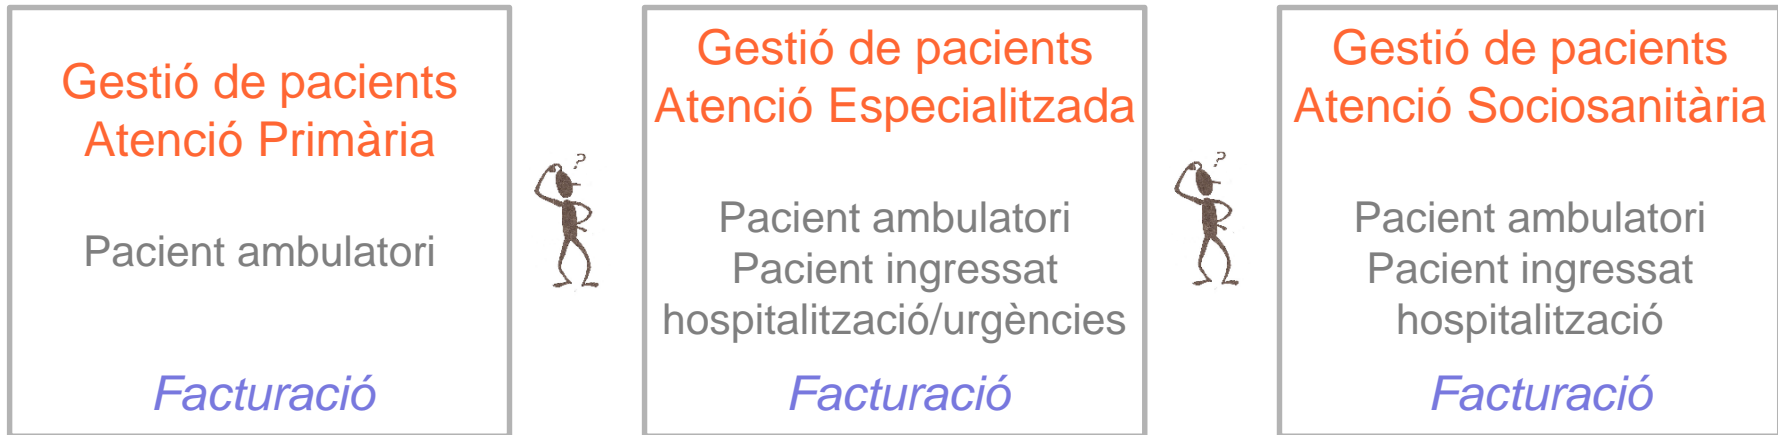 Gestió de pacients
Atenció Primària
Pacient ambulatori
Facturació
?
Gestió de pacients
Atenció Especialitzada
Pacient ambulatori
Pacient ingressat
hospitalització/urgències
Facturació
?
Gestió de pacients
Atenció Sociosanitària
Pacient ambulatori
Pacient ingressat
hospitalització
Facturació